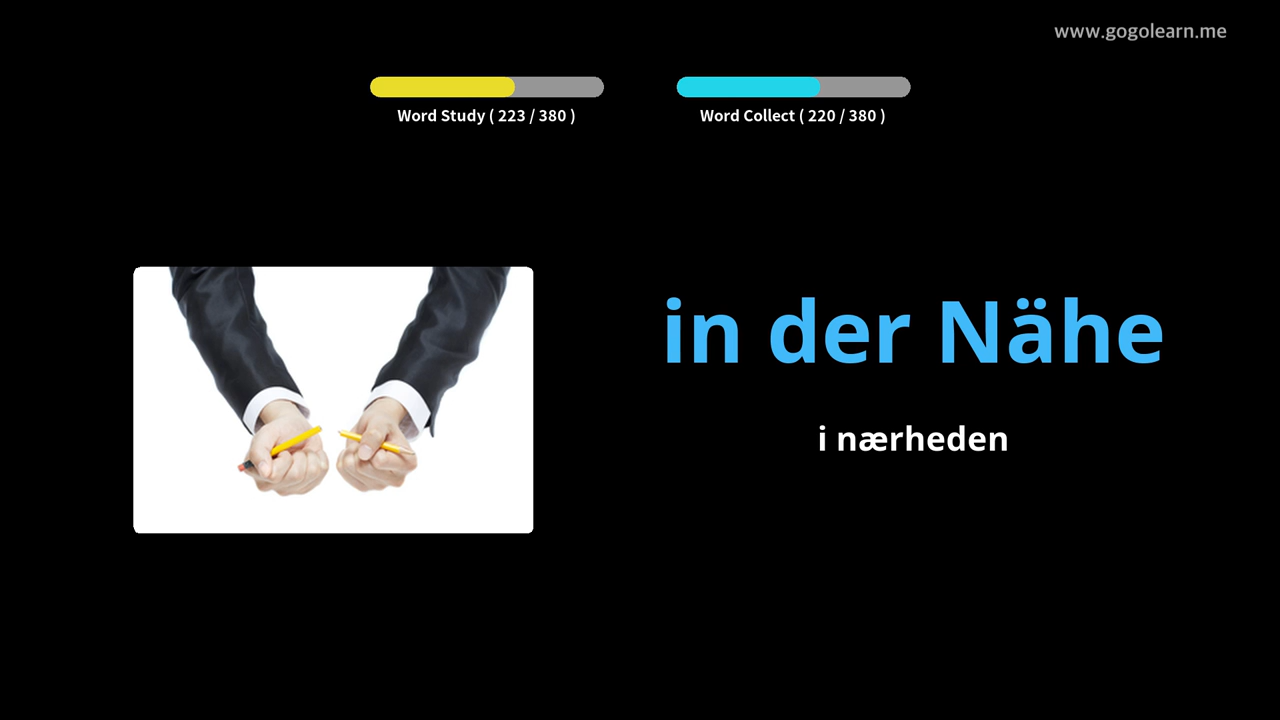 www.gogolearn.me
Word Study ( 223 / 380 )
Word Collect ( 220 / 380 )
in der Nähe
i nærheden